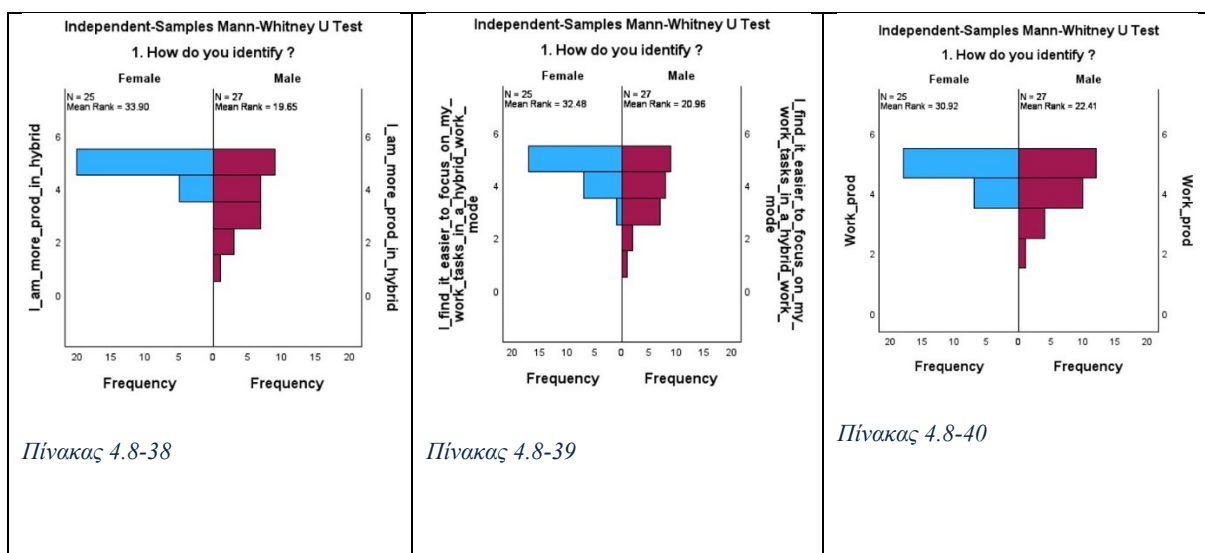 Independent-Samples Mann-Whitney U Test
1. How do you identify ?
Female Male
N = 25 N = 27
Mean Rank = 33.90 Mean Rank = 19.65
I_am_more_prod_in_hybrid
I_am_more_prod_in_hybrid
6 6
4 4
2 2
0 0
20 15 10 5 0 0 5 10 15 20
Frequency Frequency
Πίνακας 4.8-38
Independent-Samples Mann-Whitney U Test
1. How do you identify ?
Female Male
N = 25 N = 27
Mean Rank = 32.48 Mean Rank = 20.96
I_find_it_easier_to_focus_on_my_
work_tasks_in_a_hybrid_work_
mode
I_find_it_easier_to_focus_on_my_
work_tasks_in_a_hybrid_work_
mode
6 6
4 4
2 2
0 0
20 15 10 5 0 0 5 10 15 20
Frequency Frequency
Πίνακας 4.8-39
Independent-Samples Mann-Whitney U Test
1. How do you identify ?
Female Male
N = 25 N = 27
Mean Rank = 30.92 Mean Rank = 22.41
Work_prod
Work_prod
6 6
4 4
2 2
0 0
20 15 10 5 0 0 5 10 15 20
Frequency Frequency
Πίνακας 4.8-40